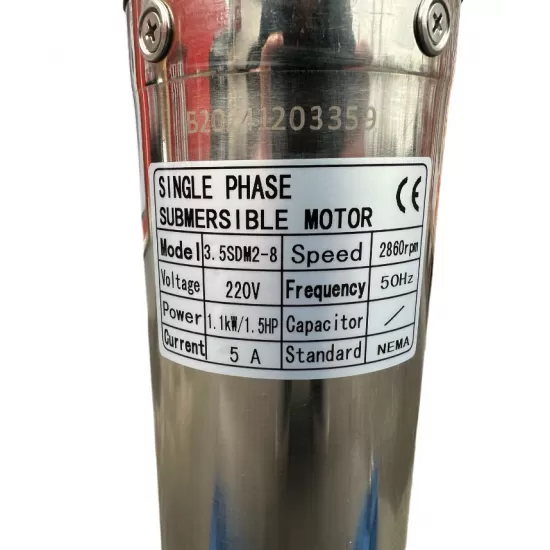 SINGLE PHASE
SUBMERSIBLE MOTOR
CE
Model 3.5SDM2-8 Speed 2860rpm
Voltage 220V Frequency 50Hz
Power 1.1kW/1.5HP Capacitor /
Current 5 A Standard NEMA